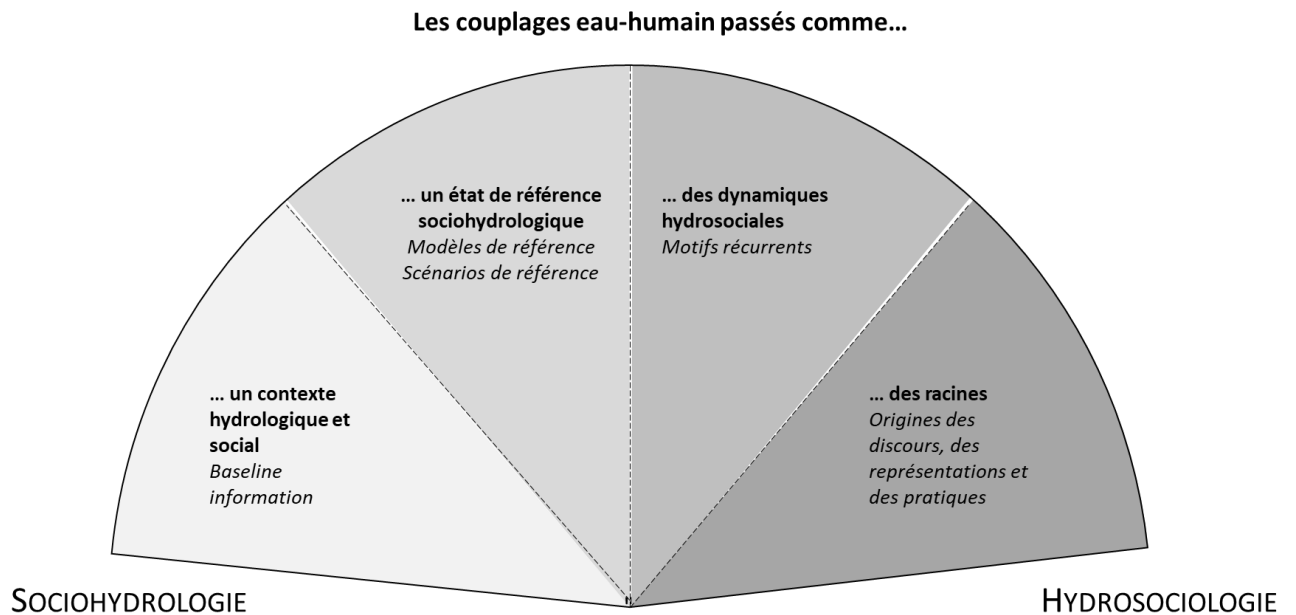 Les couplages eau-humain passés comme…
… un état de référence
sociohydrologique
Modèles de référence
Scénarios de référence
… des dynamiques
hydrosociales
Motifs récurrents
… un contexte
hydrologique et
social
Baseline
information
… des racines
Origines des
discours, des
représentations et
des pratiques
SOCIOHYDROLOGIE
HYDROSOCIOLOGIE